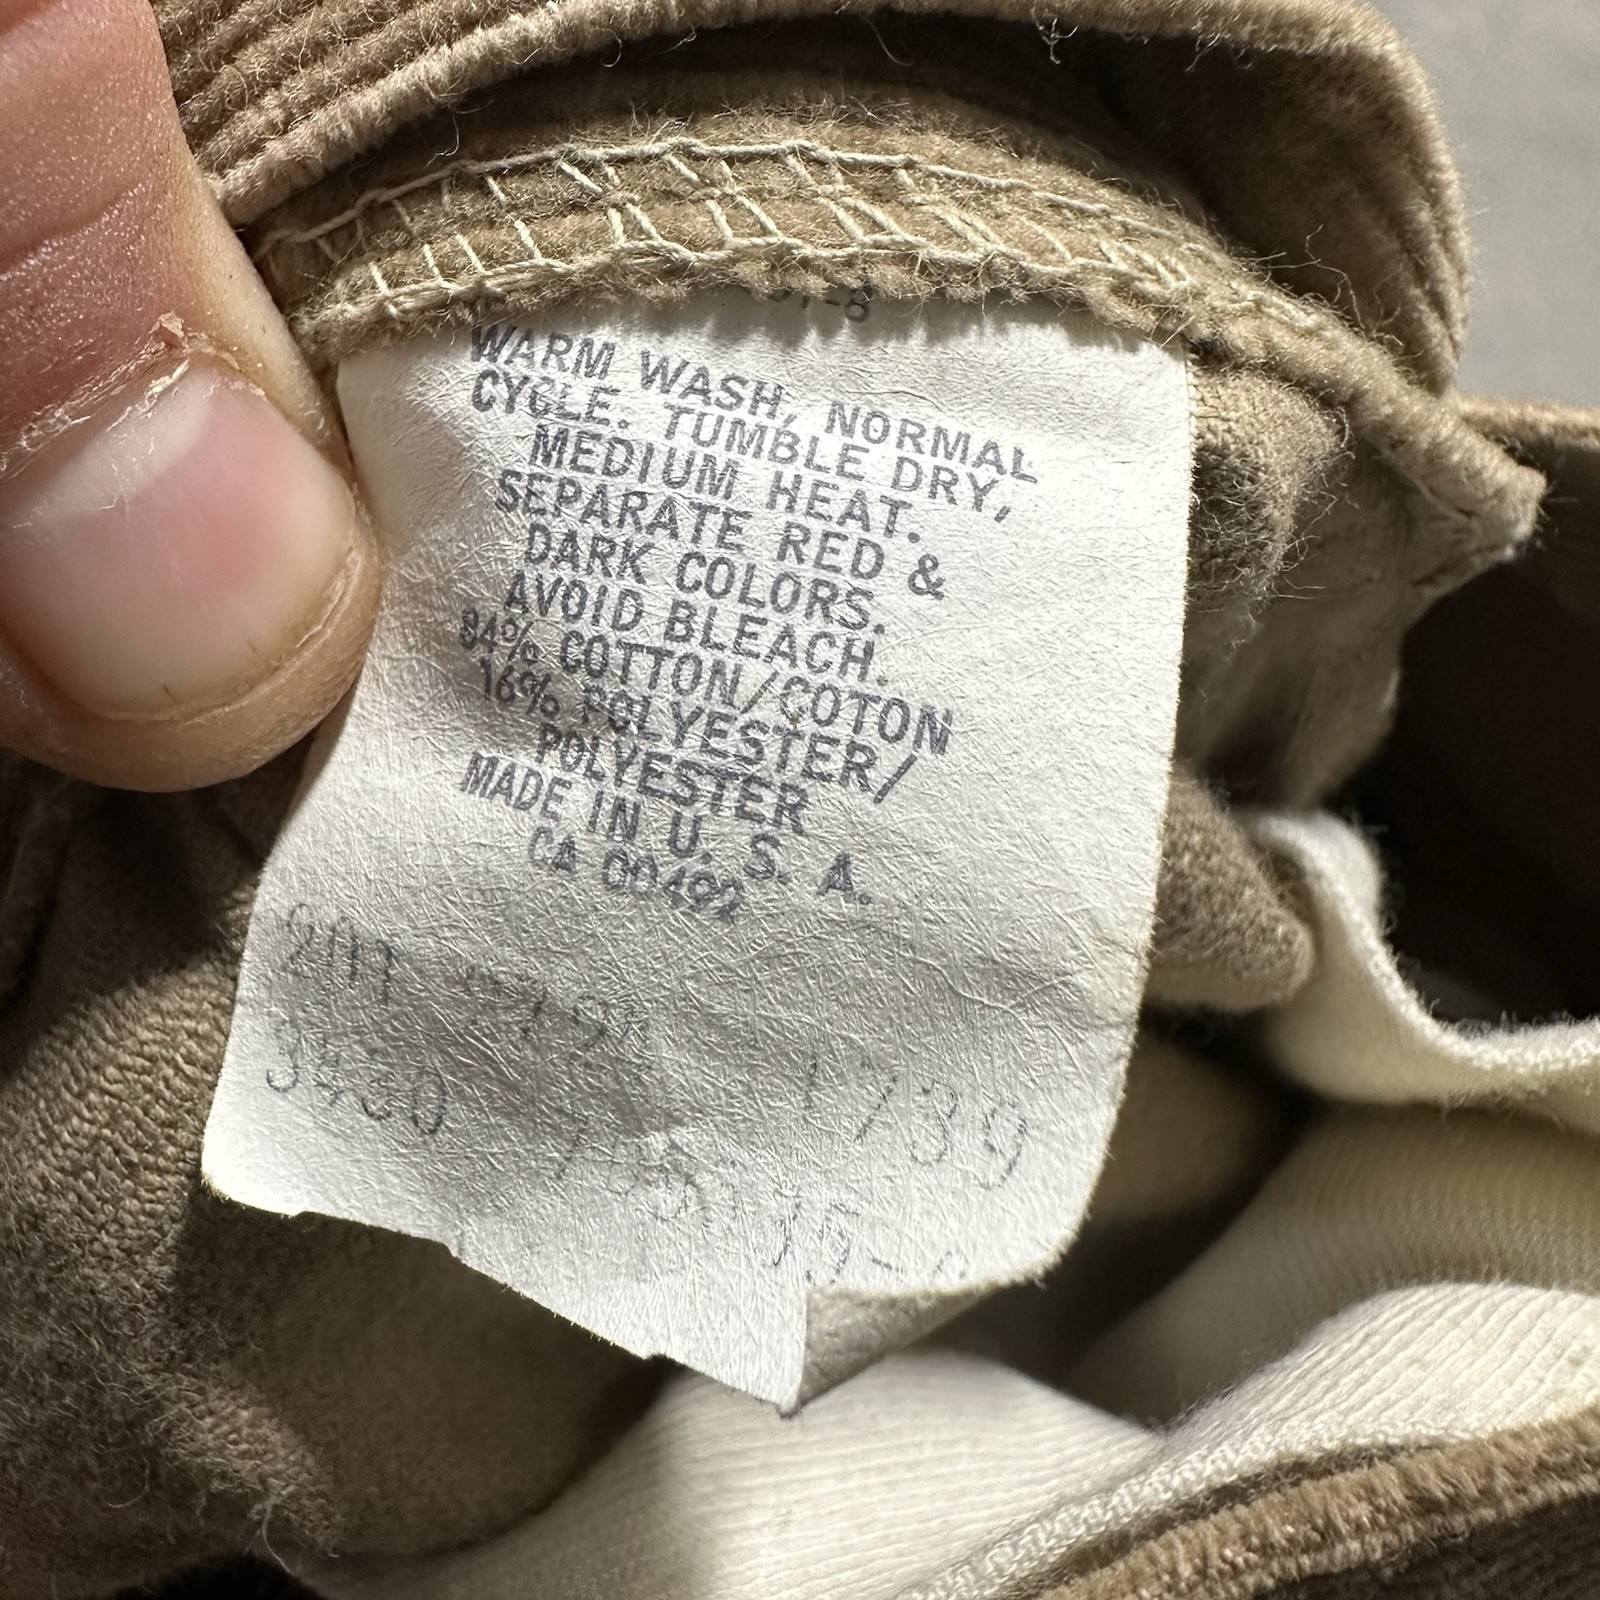 WARM WASH, NORMAL
CYCLE. TUMBLE DRY,
MEDIUM HEAT.
SEPARATE RED &
DARK COLORS.
AVOID BLEACH.
84% COTTON/COTON
16% POLYESTER/
POLYESTER
MADE IN U. S. A.
CA 00492